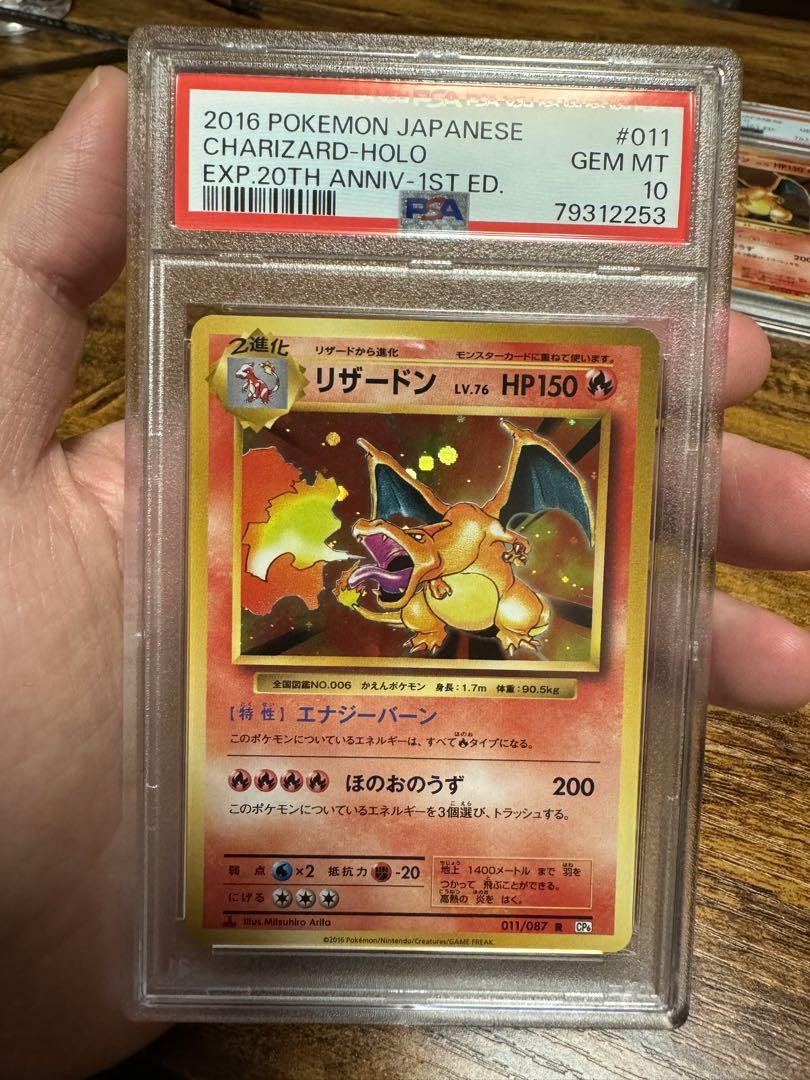 2016 POKEMON JAPANESE #011
CHARIZARD-HOLO GEM MT
EXP.20TH ANNIV-1ST ED. 10
PSA 79312253
2進化
リザードから進化 モンスターカードに重ねて使います。
リザードン LV.76 HP150
全国図鑑NO.006 かえんポケモン 身長:1.7m 体重:90.5kg
[特性] エナジーバーン
このポケモンについているエネルギーは、すべて タイプになる。
ほのおのうず 200
このポケモンについているエネルギーを3個選び、トラッシュする。
弱点 ×2 抵抗力 -20
にげる
地上 1400メートル まで 羽を
つかって 飛ぶことができる。
高熱の 炎を はく。
Illus.Mitsuhiro Arita 011/087 R CP6
©2016 Pokémon/Nintendo/Creatures/GAME FREAK.